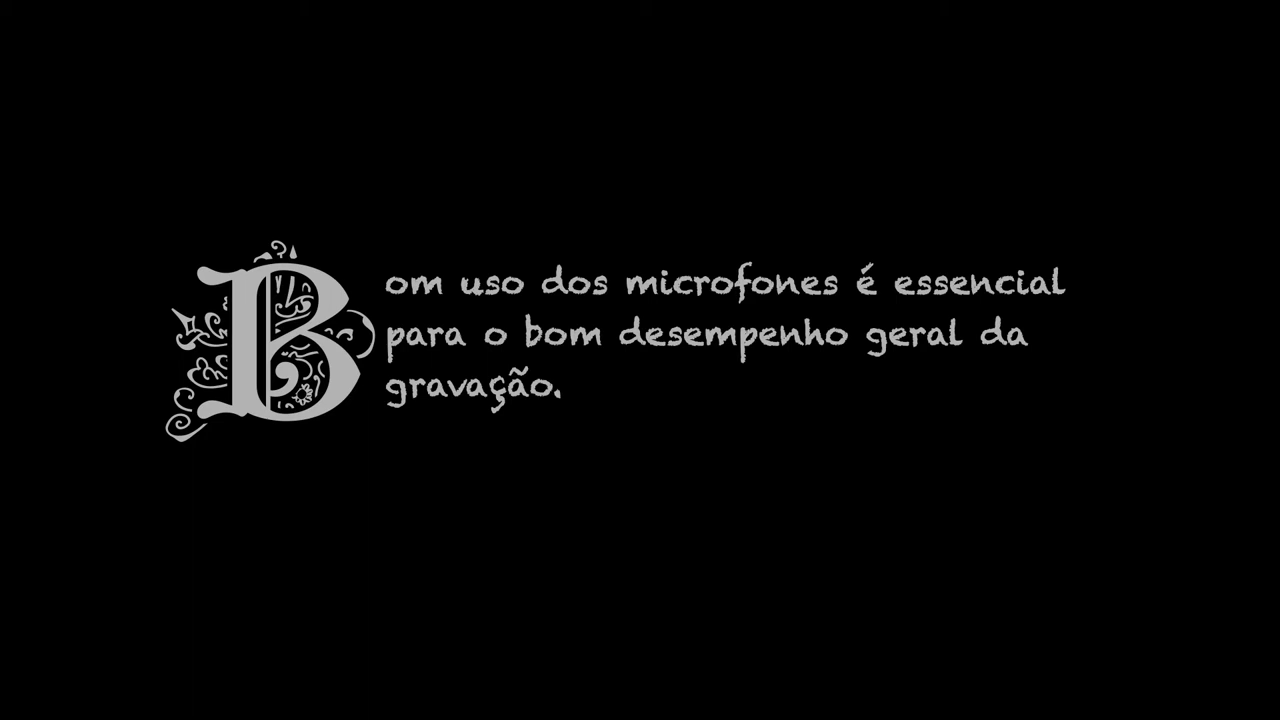 Bom uso dos microfones é essencial
para o bom desempenho geral da
gravação.